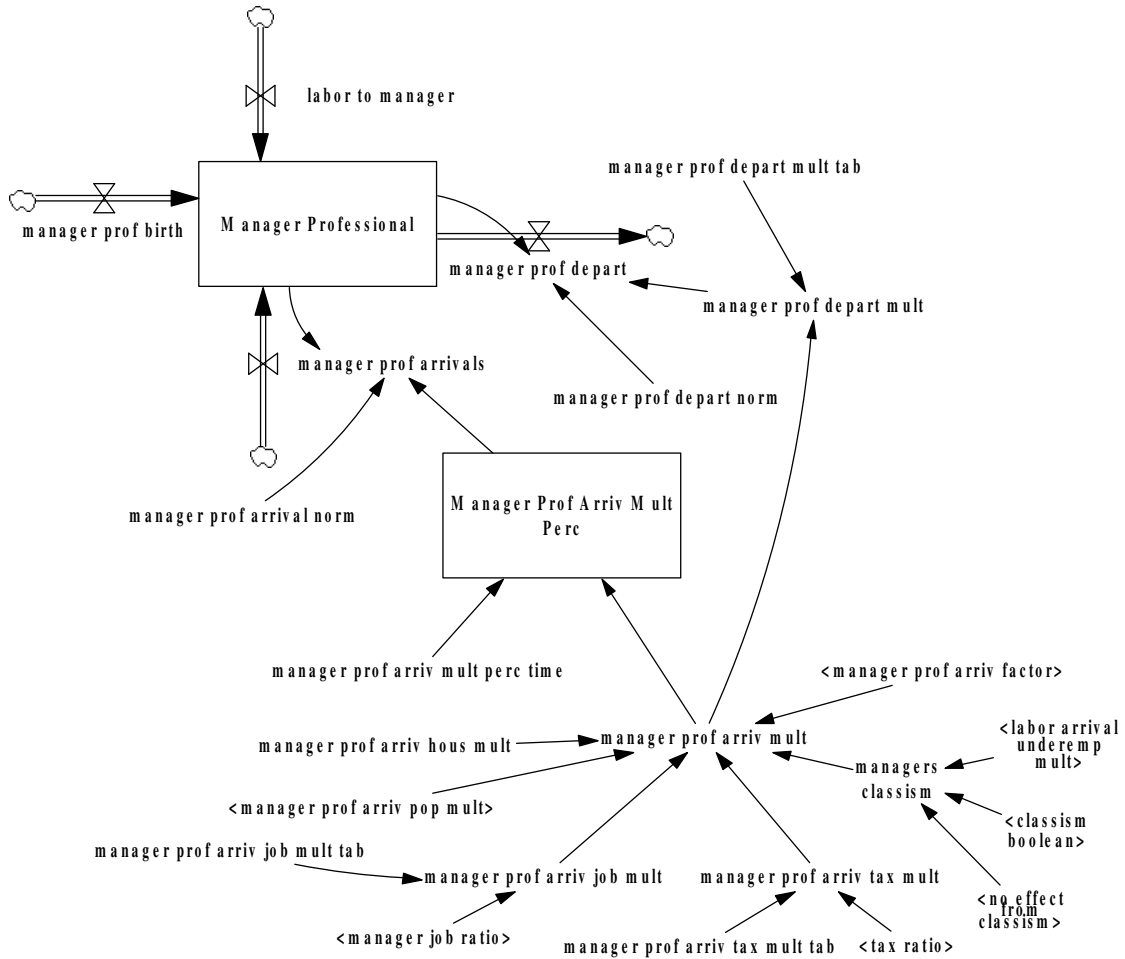 labor to manager
manager prof depart mult tab
Manager Professional
manager prof birth
manager prof depart
manager prof depart mult
manager prof arrivals
manager prof depart norm
Manager Prof Arriv Mult
Perc
manager prof arrival norm
manager prof arriv mult perc time
<manager prof arriv factor>
manager prof arriv hous mult
manager prof arriv mult
<labor arrival
underemp
mult>
managers
classism
<manager prof arriv pop mult>
<classism
boolean>
manager prof arriv job mult tab
manager prof arriv job mult
manager prof arriv tax mult
<no effect
from
classism>
<manager job ratio>
manager prof arriv tax mult tab
<tax ratio>